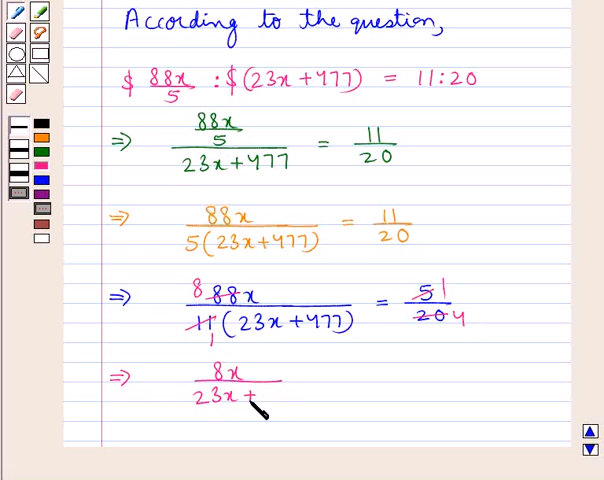 According to the question,
$ 88x/5 : $ (23x+477) = 11:20
⇒ (88x/5)/(23x+477) = 11/20
⇒ 88x/(5(23x+477)) = 11/20
8 1
⇒ 88x/(11(23x+477)) = 5/20
1 4
⇒ 8x/(23x+